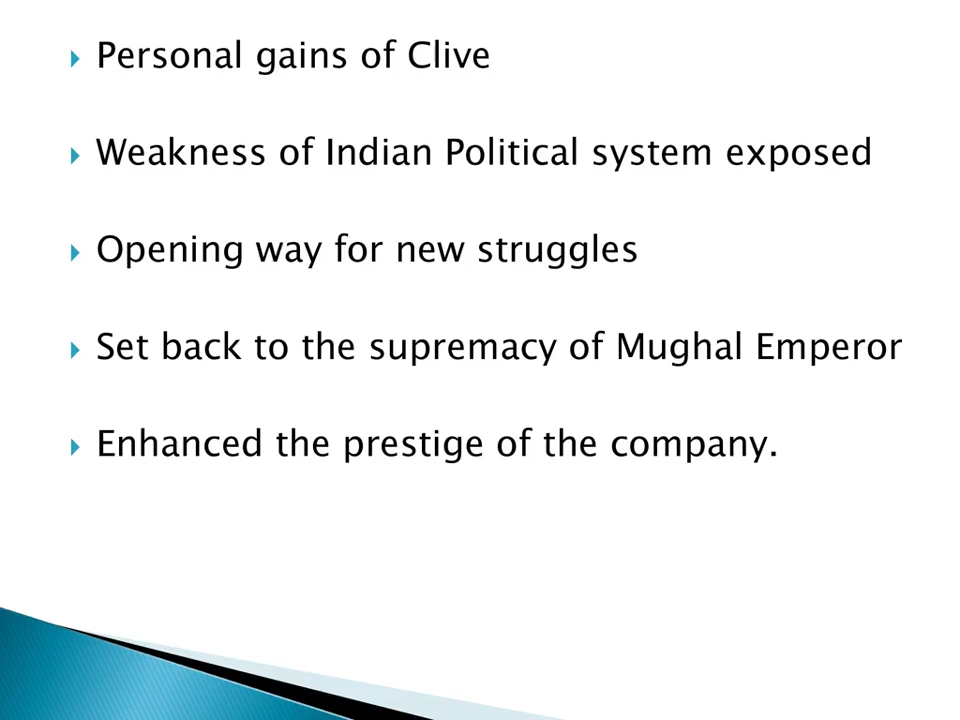 Personal gains of Clive
Weakness of Indian Political system exposed
Opening way for new struggles
Set back to the supremacy of Mughal Emperor
Enhanced the prestige of the company.